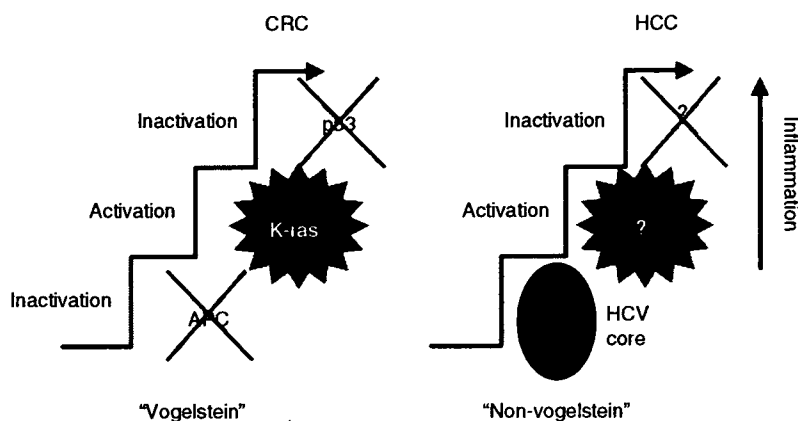 CRC
Inactivation
p53
Activation
K-ras
Inactivation
APC
"Vogelstein"
HCC
Inactivation
?
Activation
?
HCV
core
Inflammation
"Non-vogelstein"